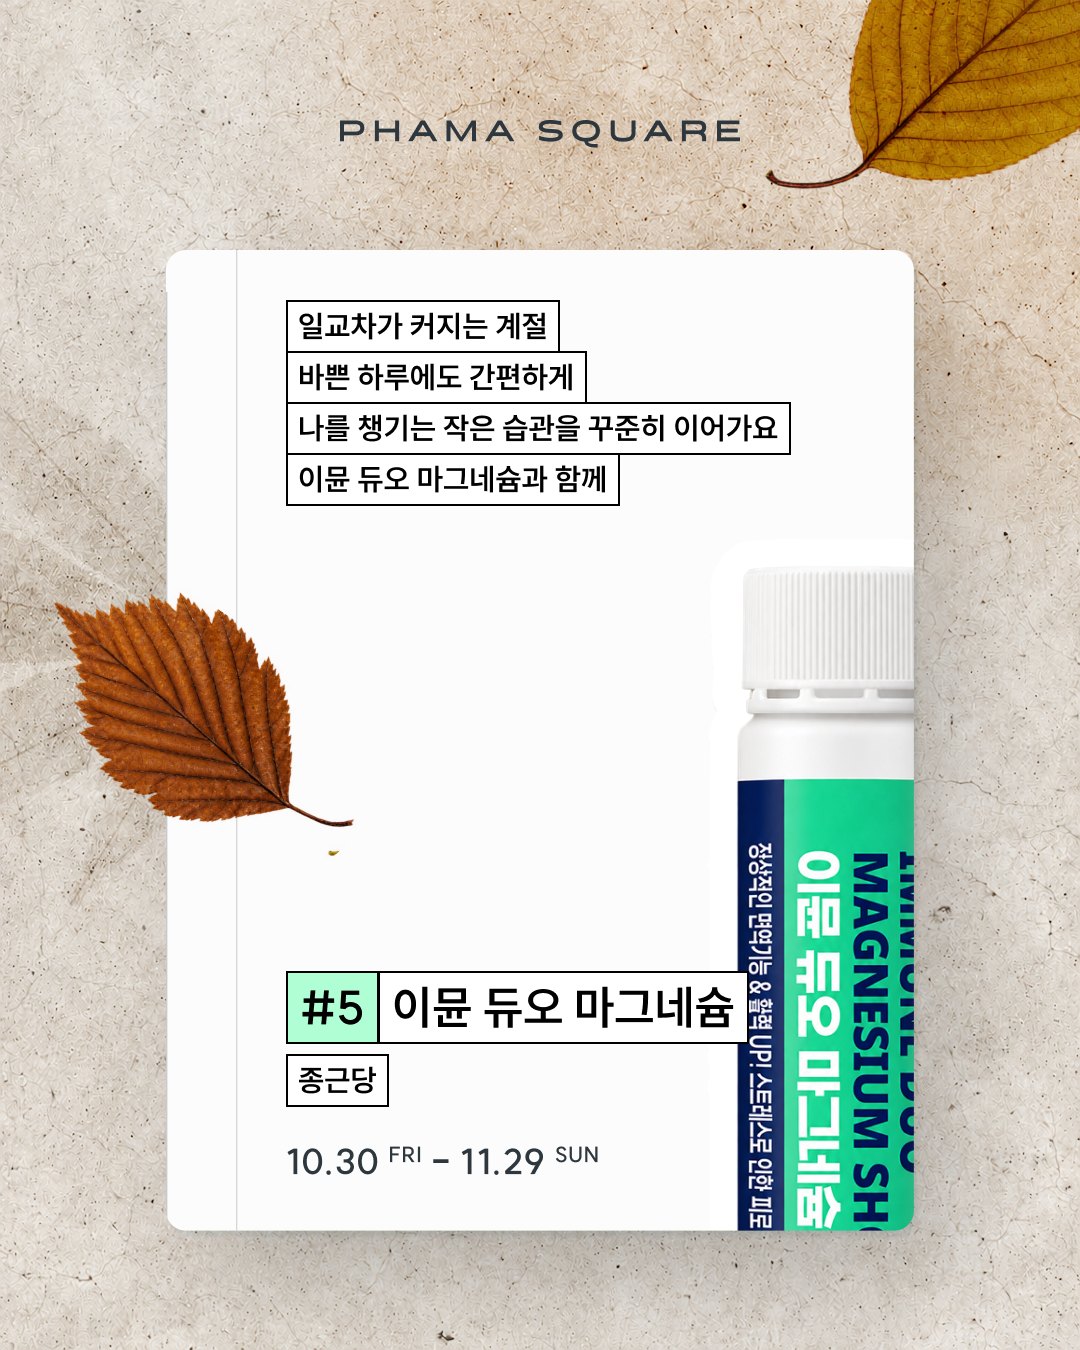 PHAMA SQUARE
일교차가 커지는 계절
바쁜 하루에도 간편하게
나를 챙기는 작은 습관을 꾸준히 이어가요
이뮨 듀오 마그네슘과 함께
#5 이뮨 듀오 마그네슘
종근당
10.30 FRI – 11.29 SUN
MAGNESIUM
이뮨 듀오 마그네슘
정상적인 면역기능 & 활력 UP! 스트레스로 인한 피로